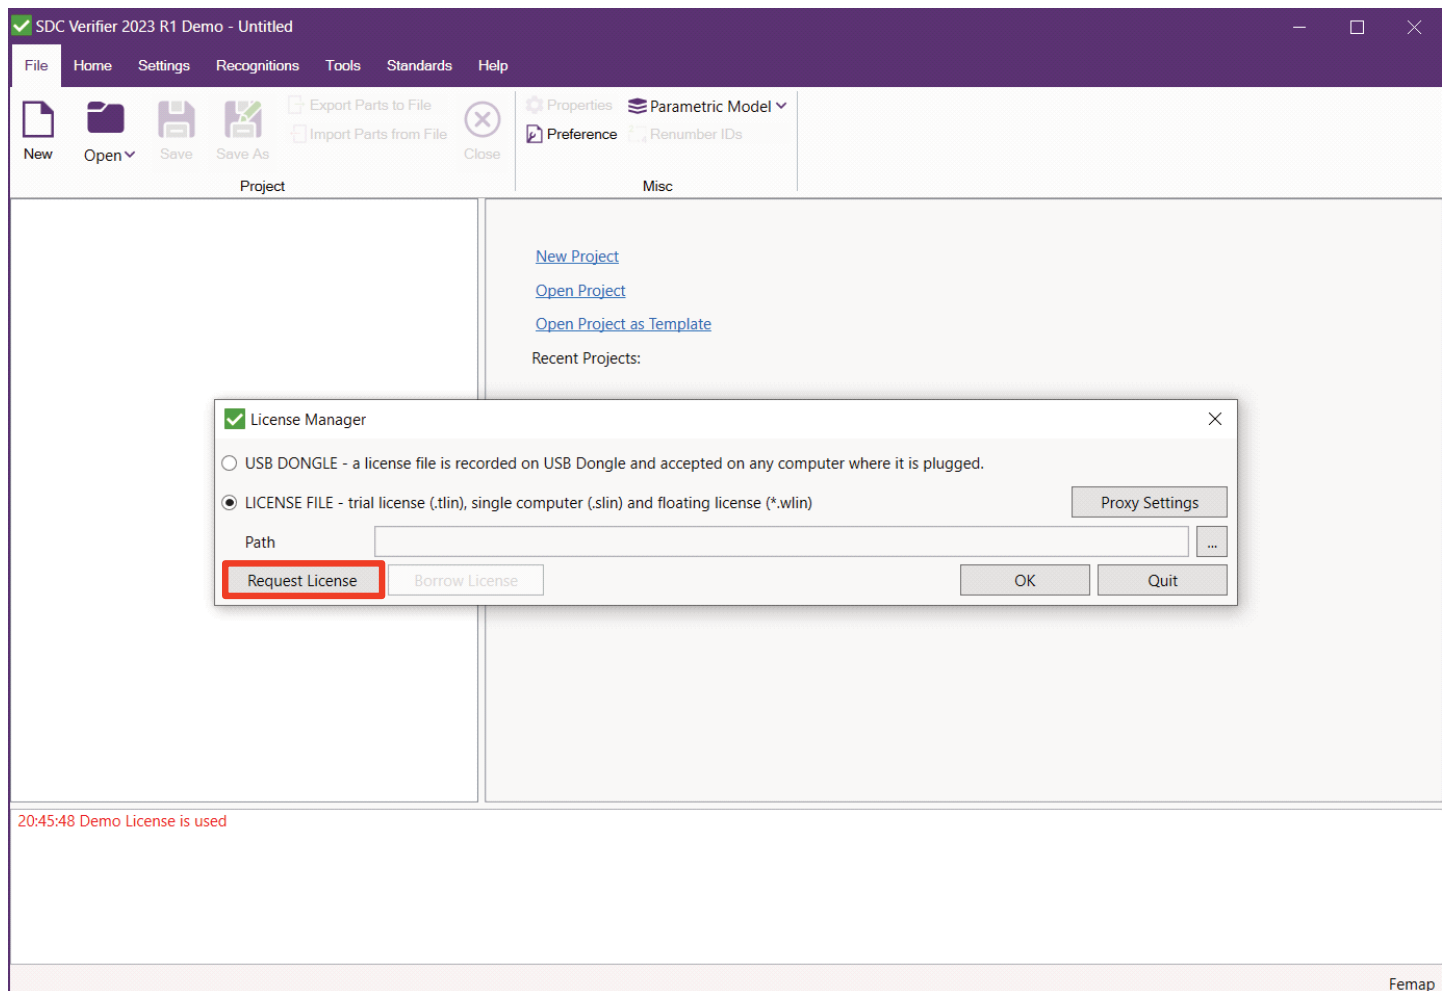 SDC Verifier 2023 R1 Demo - Untitled
File Home Settings Recognitions Tools Standards Help
New
Open
Save
Save As
Export Parts to File
Import Parts from File
Close
Project
Properties
Parametric Model
Preference
Renumber IDs
Misc
New Project
Open Project
Open Project as Template
Recent Projects:
License Manager
USB DONGLE - a license file is recorded on USB Dongle and accepted on any computer where it is plugged.
LICENSE FILE - trial license (.tlin), single computer (.slin) and floating license (*.wlin)
Proxy Settings
Path
...
Request License
Borrow License
OK
Quit
20:45:48 Demo License is used
Femap